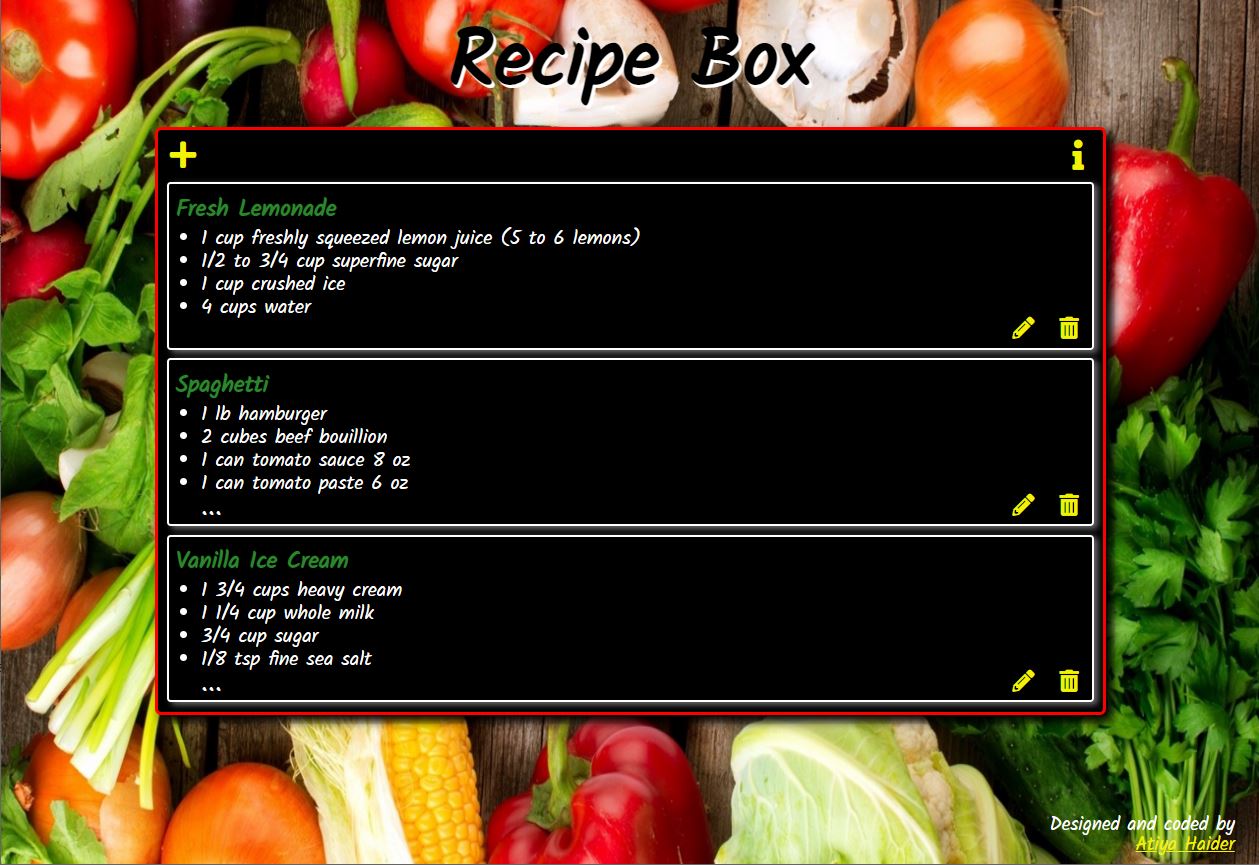 Recipe Box
Fresh Lemonade
1 cup freshly squeezed lemon juice (5 to 6 lemons)
1/2 to 3/4 cup superfine sugar
1 cup crushed ice
4 cups water
Spaghetti
1 lb hamburger
2 cubes beef bouillion
1 can tomato sauce 8 oz
1 can tomato paste 6 oz
...
Vanilla Ice Cream
1 3/4 cups heavy cream
1 1/4 cup whole milk
3/4 cup sugar
1/8 tsp fine sea salt
...
Designed and coded by
Atiya Haider